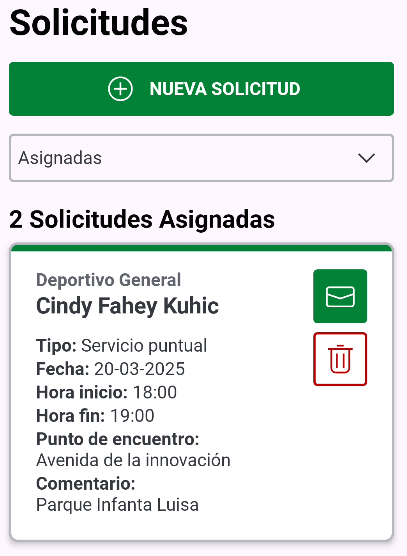 Solicitudes
NUEVA SOLICITUD
Asignadas
2 Solicitudes Asignadas
Deportivo General
Cindy Fahey Kuhic
Tipo: Servicio puntual
Fecha: 20-03-2025
Hora inicio: 18:00
Hora fin: 19:00
Punto de encuentro:
Avenida de la innovación
Comentario:
Parque Infanta Luisa